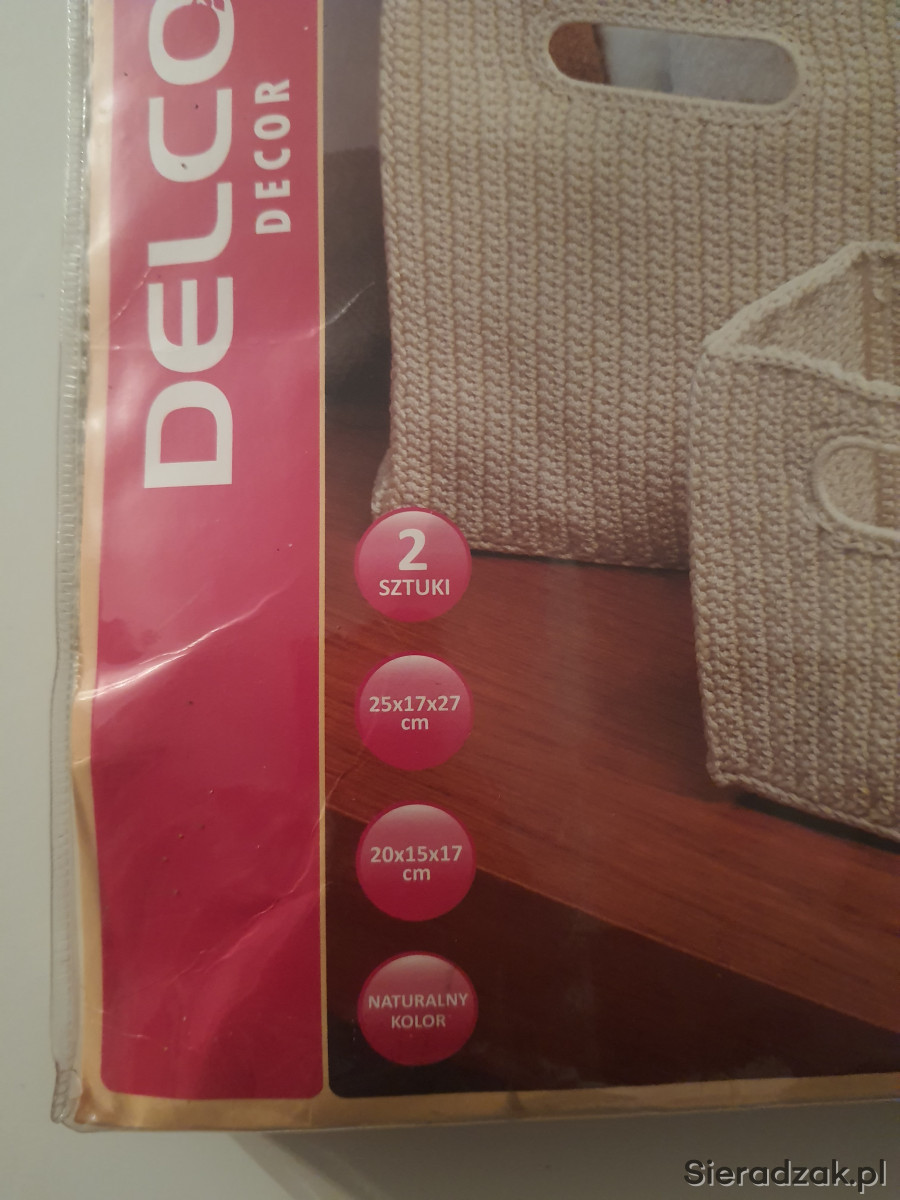 DELCO
DECOR
2
SZTUKI
25x17x27
cm
20x15x17
cm
NATURALNY
KOLOR
Sieradzak.pl